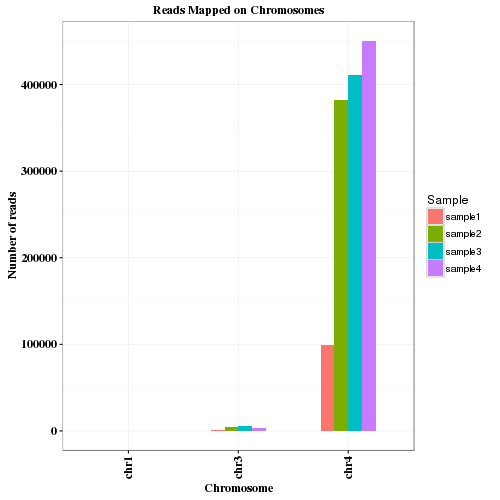 Reads Mapped on Chromosomes
400000
300000
200000
100000
0
Number of reads
chr1
chr3
chr4
Chromosome
Sample
sample1
sample2
sample3
sample4